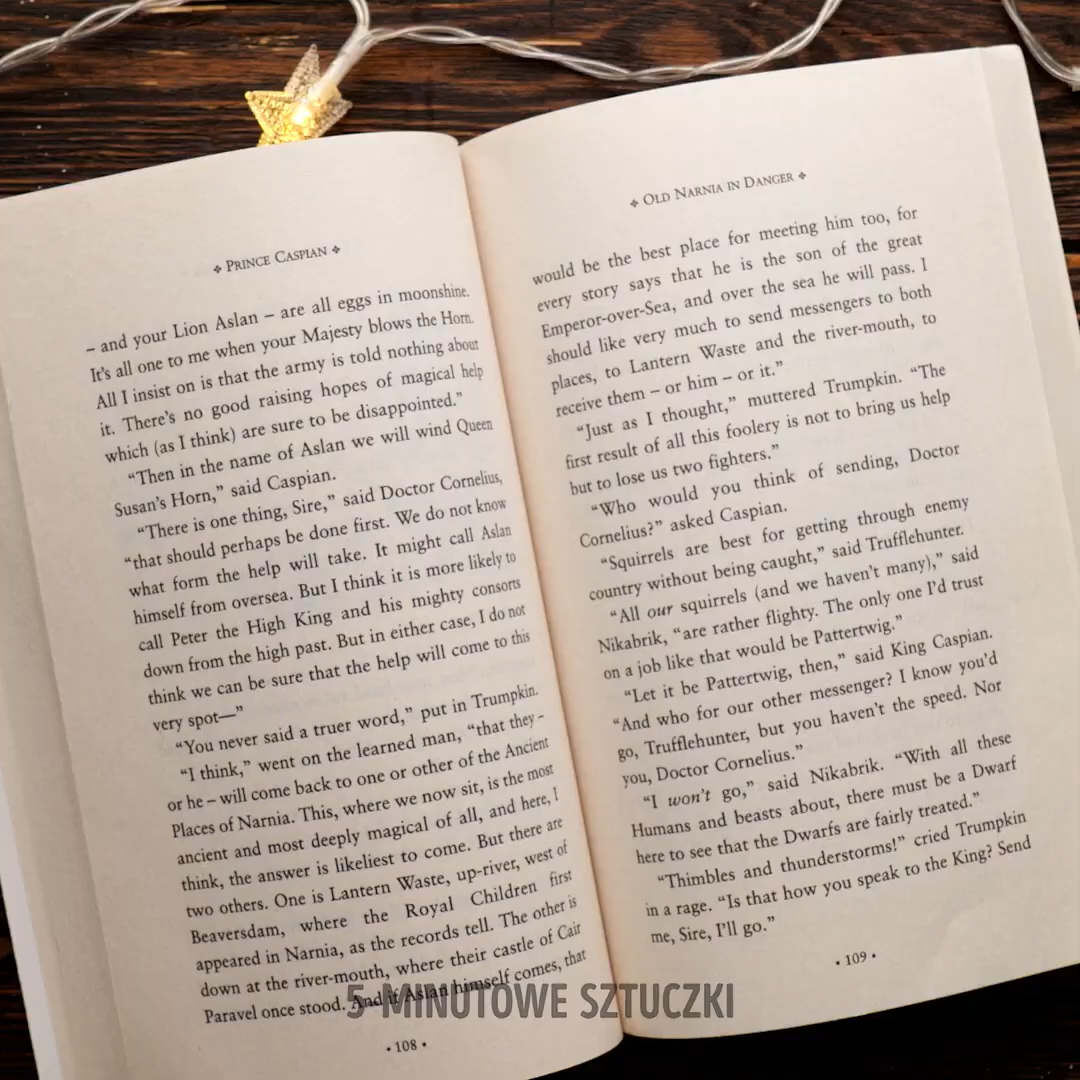 ❖ PRINCE CASPIAN ❖
– and your Lion Aslan – are all eggs in moonshine.
It's all one to me when your Majesty blows the Horn.
All I insist on is that the army is told nothing about
it. There's no good raising hopes of magical help
which (as I think) are sure to be disappointed.”
“Then in the name of Aslan we will wind Queen
Susan's Horn,” said Caspian.
“There is one thing, Sire,” said Doctor Cornelius,
“that should perhaps be done first. We do not know
what form the help will take. It might call Aslan
himself from oversea. But I think it is more likely to
call Peter the High King and his mighty consorts
down from the high past. But in either case, I do not
think we can be sure that the help will come to this
very spot—”
“You never said a truer word,” put in Trumpkin.
“I think,” went on the learned man, “that they –
or he – will come back to one or other of the Ancient
Places of Narnia. This, where we now sit, is the most
ancient and most deeply magical of all, and here, I
think, the answer is likeliest to come. But there are
two others. One is Lantern Waste, up-river, west of
Beaversdam, where the Royal Children first
appeared in Narnia, as the records tell. The other is
down at the river-mouth, where their castle of Cair
Paravel once stood. And if Aslan himself comes, that
• 108 •
❖ OLD NARNIA IN DANGER ❖
would be the best place for meeting him too, for
every story says that he is the son of the great
Emperor-over-Sea, and over the sea he will pass. I
should like very much to send messengers to both
places, to Lantern Waste and the river-mouth, to
receive them – or him – or it.”
“Just as I thought,” muttered Trumpkin. “The
first result of all this foolery is not to bring us help
but to lose us two fighters.”
“Who would you think of sending, Doctor
Cornelius?” asked Caspian.
“Squirrels are best for getting through enemy
country without being caught,” said Trufflehunter.
“All our squirrels (and we haven't many),” said
Nikabrik, “are rather flighty. The only one I'd trust
on a job like that would be Pattertwig.”
“Let it be Pattertwig, then,” said King Caspian.
“And who for our other messenger? I know you'd
go, Trufflehunter, but you haven't the speed. Nor
you, Doctor Cornelius.”
“I won't go,” said Nikabrik. “With all these
Humans and beasts about, there must be a Dwarf
here to see that the Dwarfs are fairly treated.”
“Thimbles and thunderstorms!” cried Trumpkin
in a rage. “Is that how you speak to the King? Send
me, Sire, I'll go.”
• 109 •
5-MINUTOWE SZTUCZKI